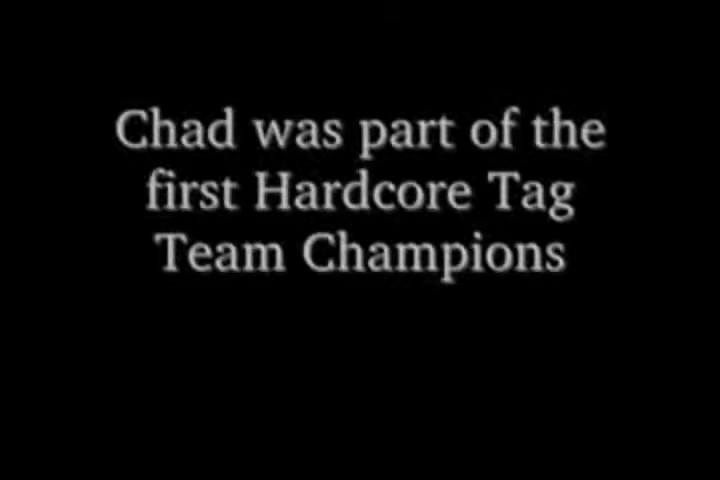 Chad was part of the
first Hardcore Tag
Team Champions